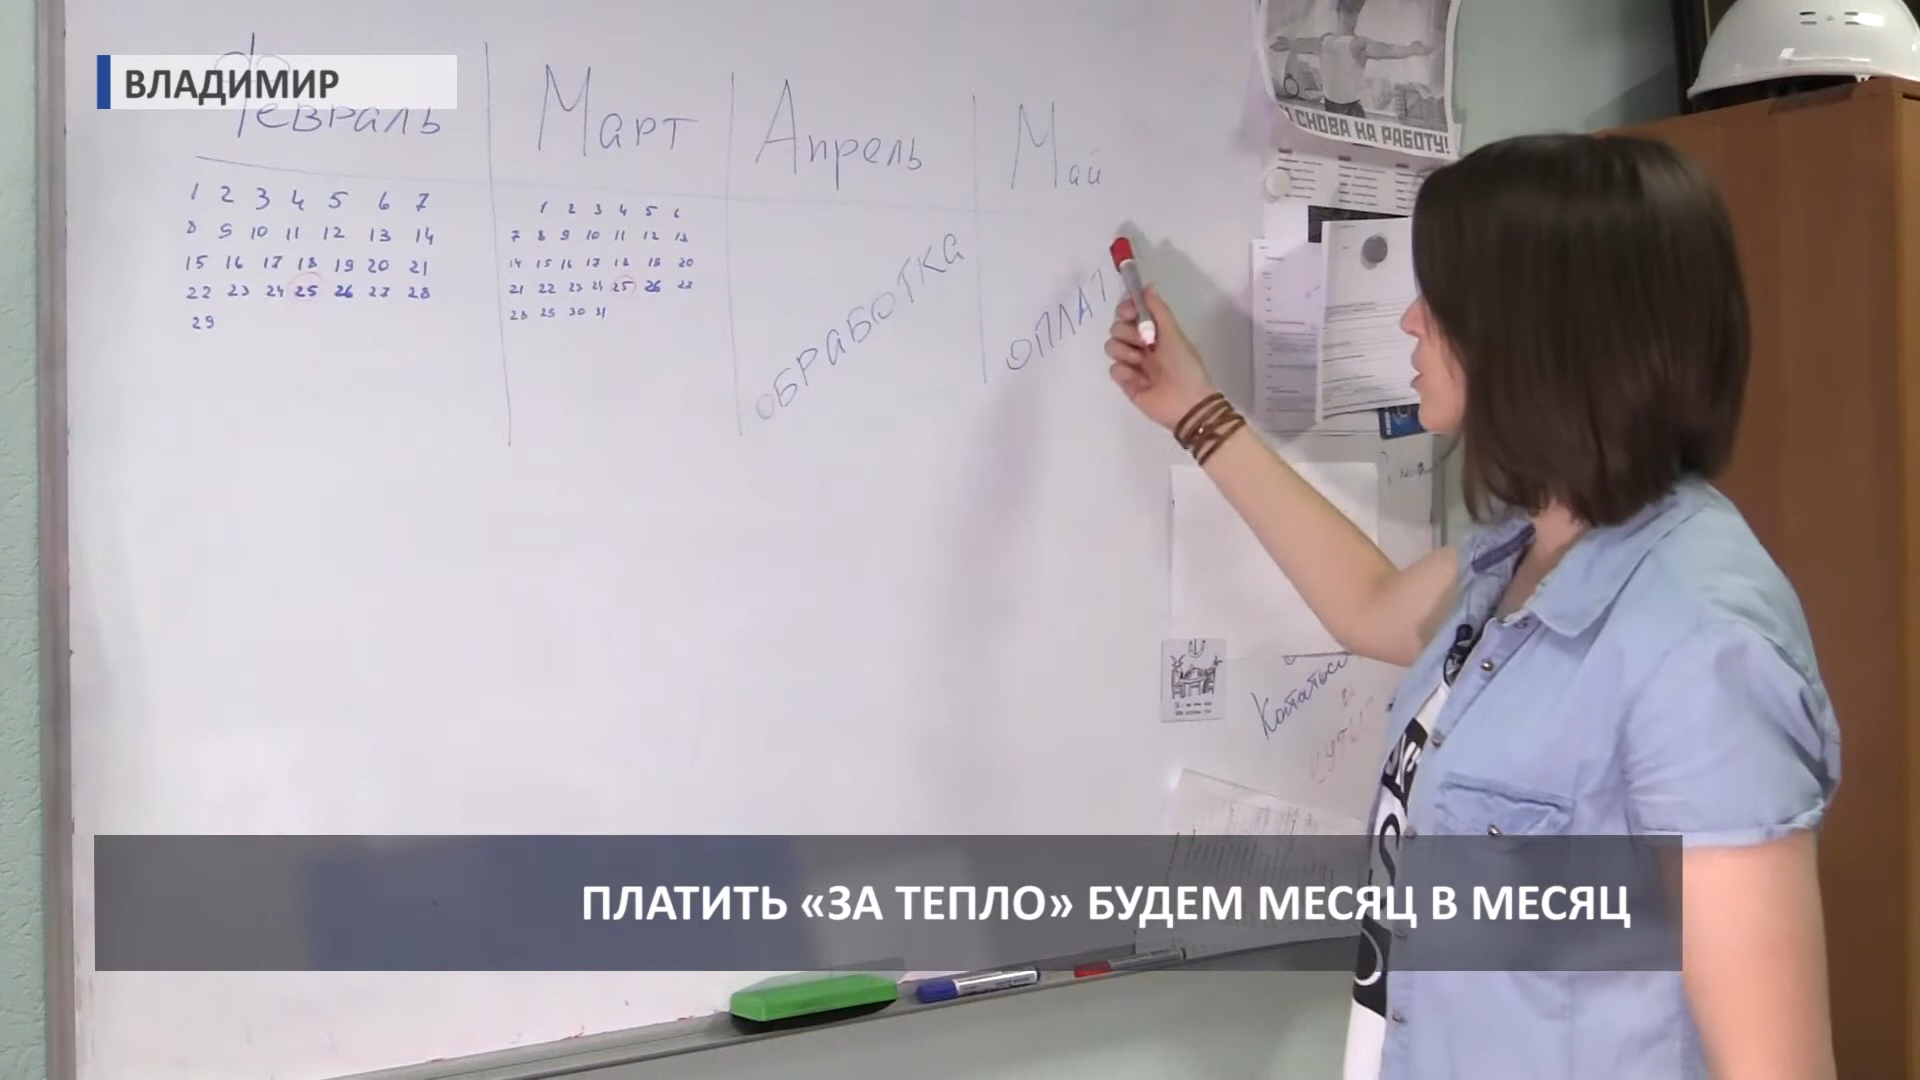 ВЛАДИМИР
Февраль
Март
Апрель
Май
1 2 3 4 5 6 7
8 9 10 11 12 13 14
15 16 17 18 19 20 21
22 23 24 25 26 27 28
29
1 2 3 4 5 6
7 8 9 10 11 12 13
14 15 16 17 18 19 20
21 22 23 24 25 26 27
28 29 30 31
ОБРАБОТКА
ОПЛАТ
СНОВА НА РАБОТУ!
Кататься
и
ПЛАТИТЬ «ЗА ТЕПЛО» БУДЕМ МЕСЯЦ В МЕСЯЦ